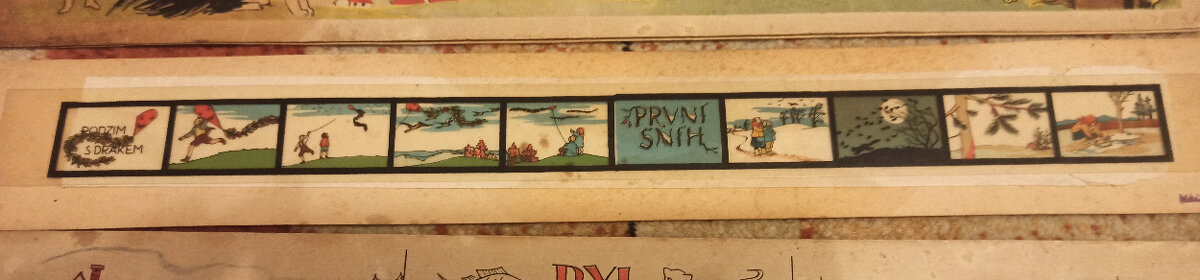 PODZIM
S DRAKEM
PRVNÍ
SNÍH